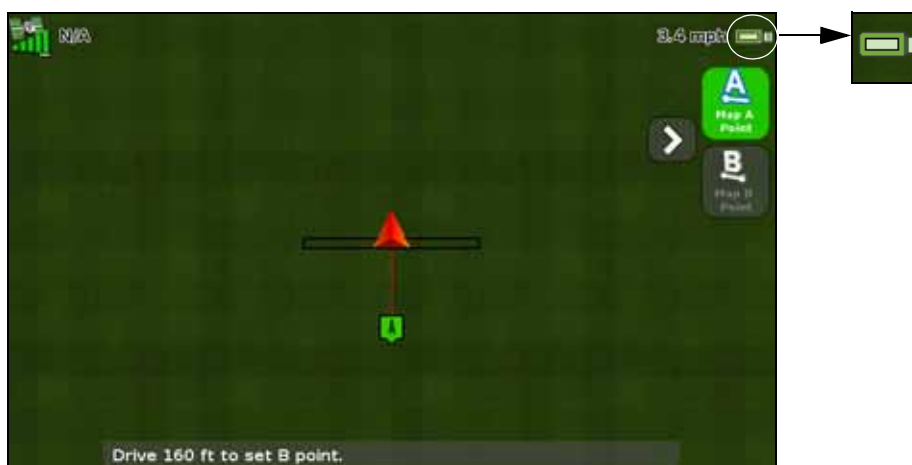 N/A
3.4 mph
A
Map A
Point
B
Map B
Point
A
Drive 160 ft to set B point.